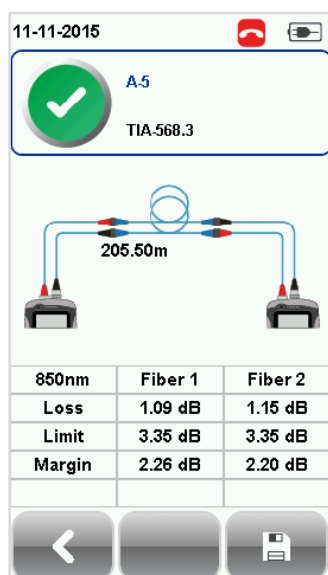 11-11-2015
A-5
TIA-568.3
205.50m
850nm Fiber 1 Fiber 2
Loss 1.09 dB 1.15 dB
Limit 3.35 dB 3.35 dB
Margin 2.26 dB 2.20 dB